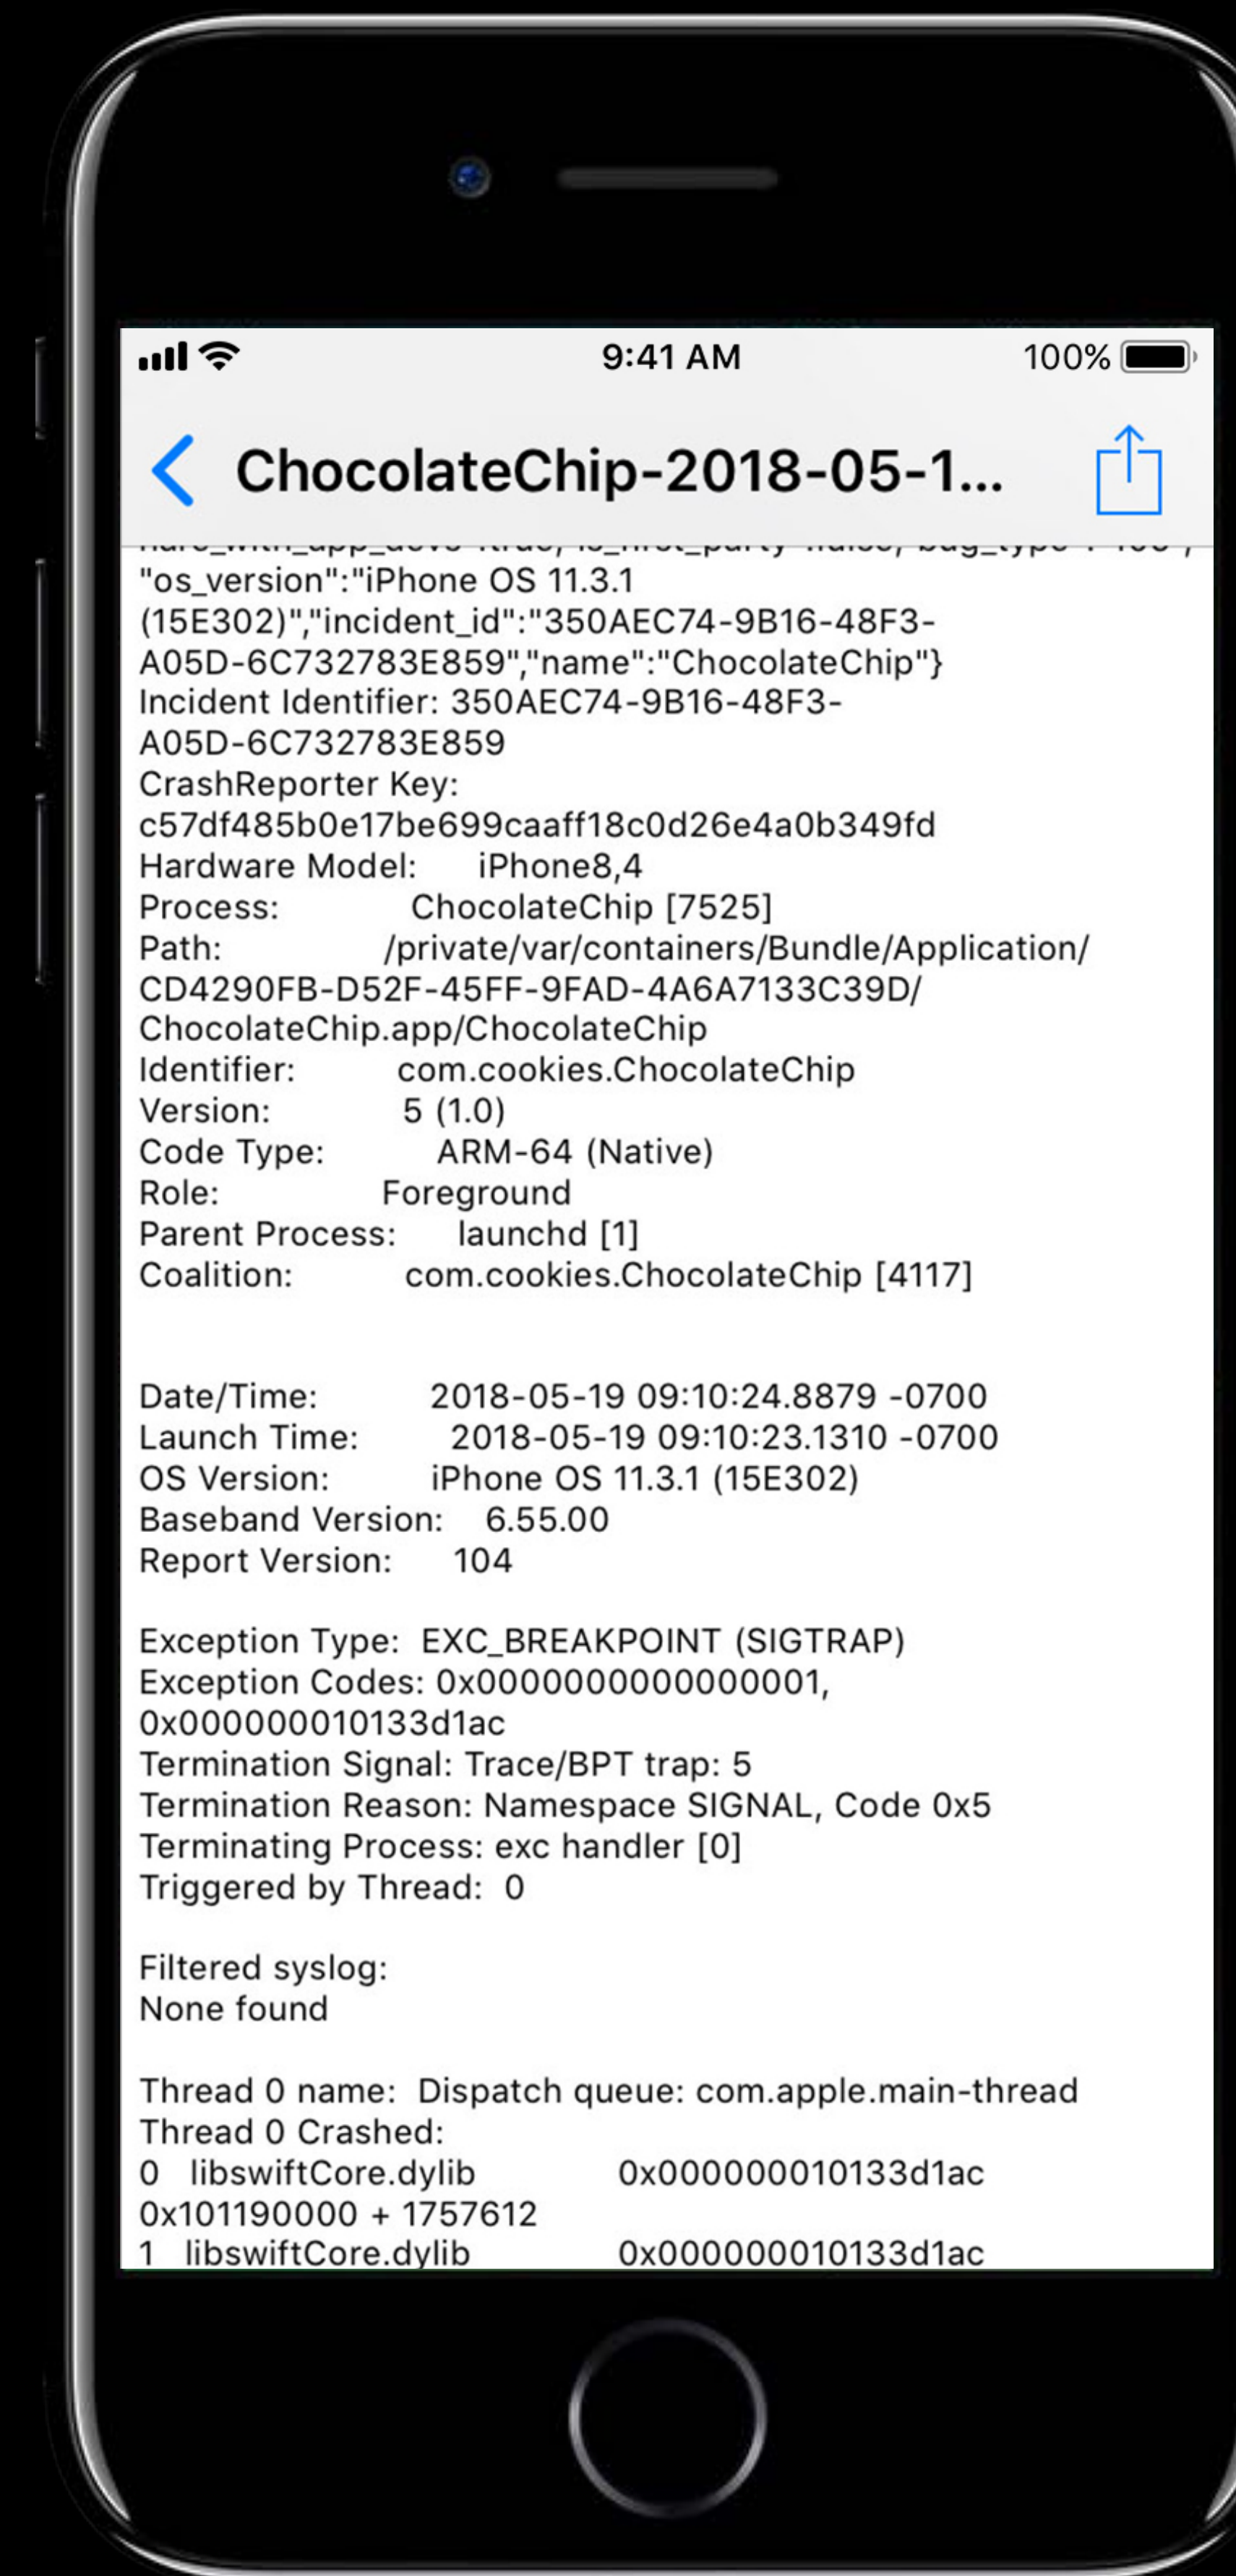 9:41 AM
100%
ChocolateChip-2018-05-1...
"os_version":"iPhone OS 11.3.1
(15E302)","incident_id":"350AEC74-9B16-48F3-
A05D-6C732783E859","name":"ChocolateChip"}
Incident Identifier: 350AEC74-9B16-48F3-
A05D-6C732783E859
CrashReporter Key:
c57df485b0e17be699caaff18c0d26e4a0b349fd
Hardware Model: iPhone8,4
Process: ChocolateChip [7525]
Path: /private/var/containers/Bundle/Application/
CD4290FB-D52F-45FF-9FAD-4A6A7133C39D/
ChocolateChip.app/ChocolateChip
Identifier: com.cookies.ChocolateChip
Version: 5 (1.0)
Code Type: ARM-64 (Native)
Role: Foreground
Parent Process: launchd [1]
Coalition: com.cookies.ChocolateChip [4117]
Date/Time: 2018-05-19 09:10:24.8879 -0700
Launch Time: 2018-05-19 09:10:23.1310 -0700
OS Version: iPhone OS 11.3.1 (15E302)
Baseband Version: 6.55.00
Report Version: 104
Exception Type: EXC_BREAKPOINT (SIGTRAP)
Exception Codes: 0x0000000000000001,
0x000000010133d1ac
Termination Signal: Trace/BPT trap: 5
Termination Reason: Namespace SIGNAL, Code 0x5
Terminating Process: exc handler [0]
Triggered by Thread: 0
Filtered syslog:
None found
Thread 0 name: Dispatch queue: com.apple.main-thread
Thread 0 Crashed:
0 libswiftCore.dylib 0x000000010133d1ac
0x101190000 + 1757612
1 libswiftCore.dylib 0x000000010133d1ac